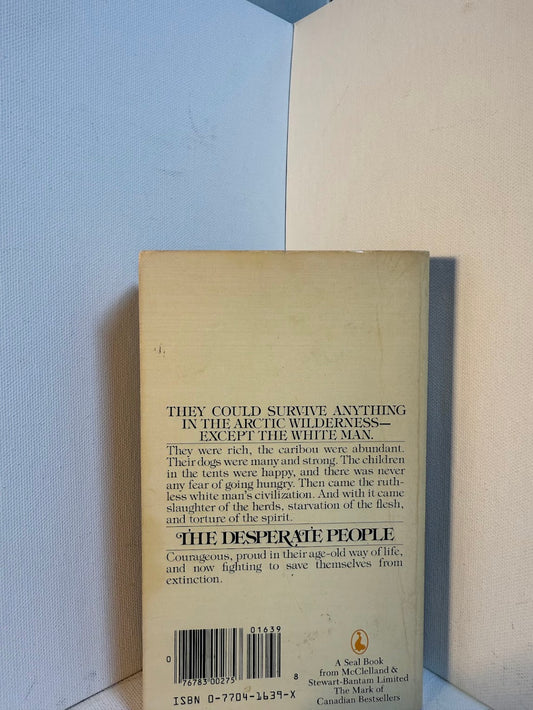 THEY COULD SURVIVE ANYTHING
IN THE ARCTIC WILDERNESS—
EXCEPT THE WHITE MAN.
They were rich, the caribou were abundant.
Their dogs were many and strong. The children
in the tents were happy, and there was never
any fear of going hungry. Then came the ruth-
less white man's civilization. And with it came
slaughter of the herds, starvation of the flesh,
and torture of the spirit.
THE DESPERATE PEOPLE
Courageous, proud in their age-old way of life,
and now fighting to save themselves from
extinction.
01639
0
76783 00275
8
ISBN 0-7704-1639-X
A Seal Book
from McClelland &
Stewart-Bantam Limited
The Mark of
Canadian Bestsellers